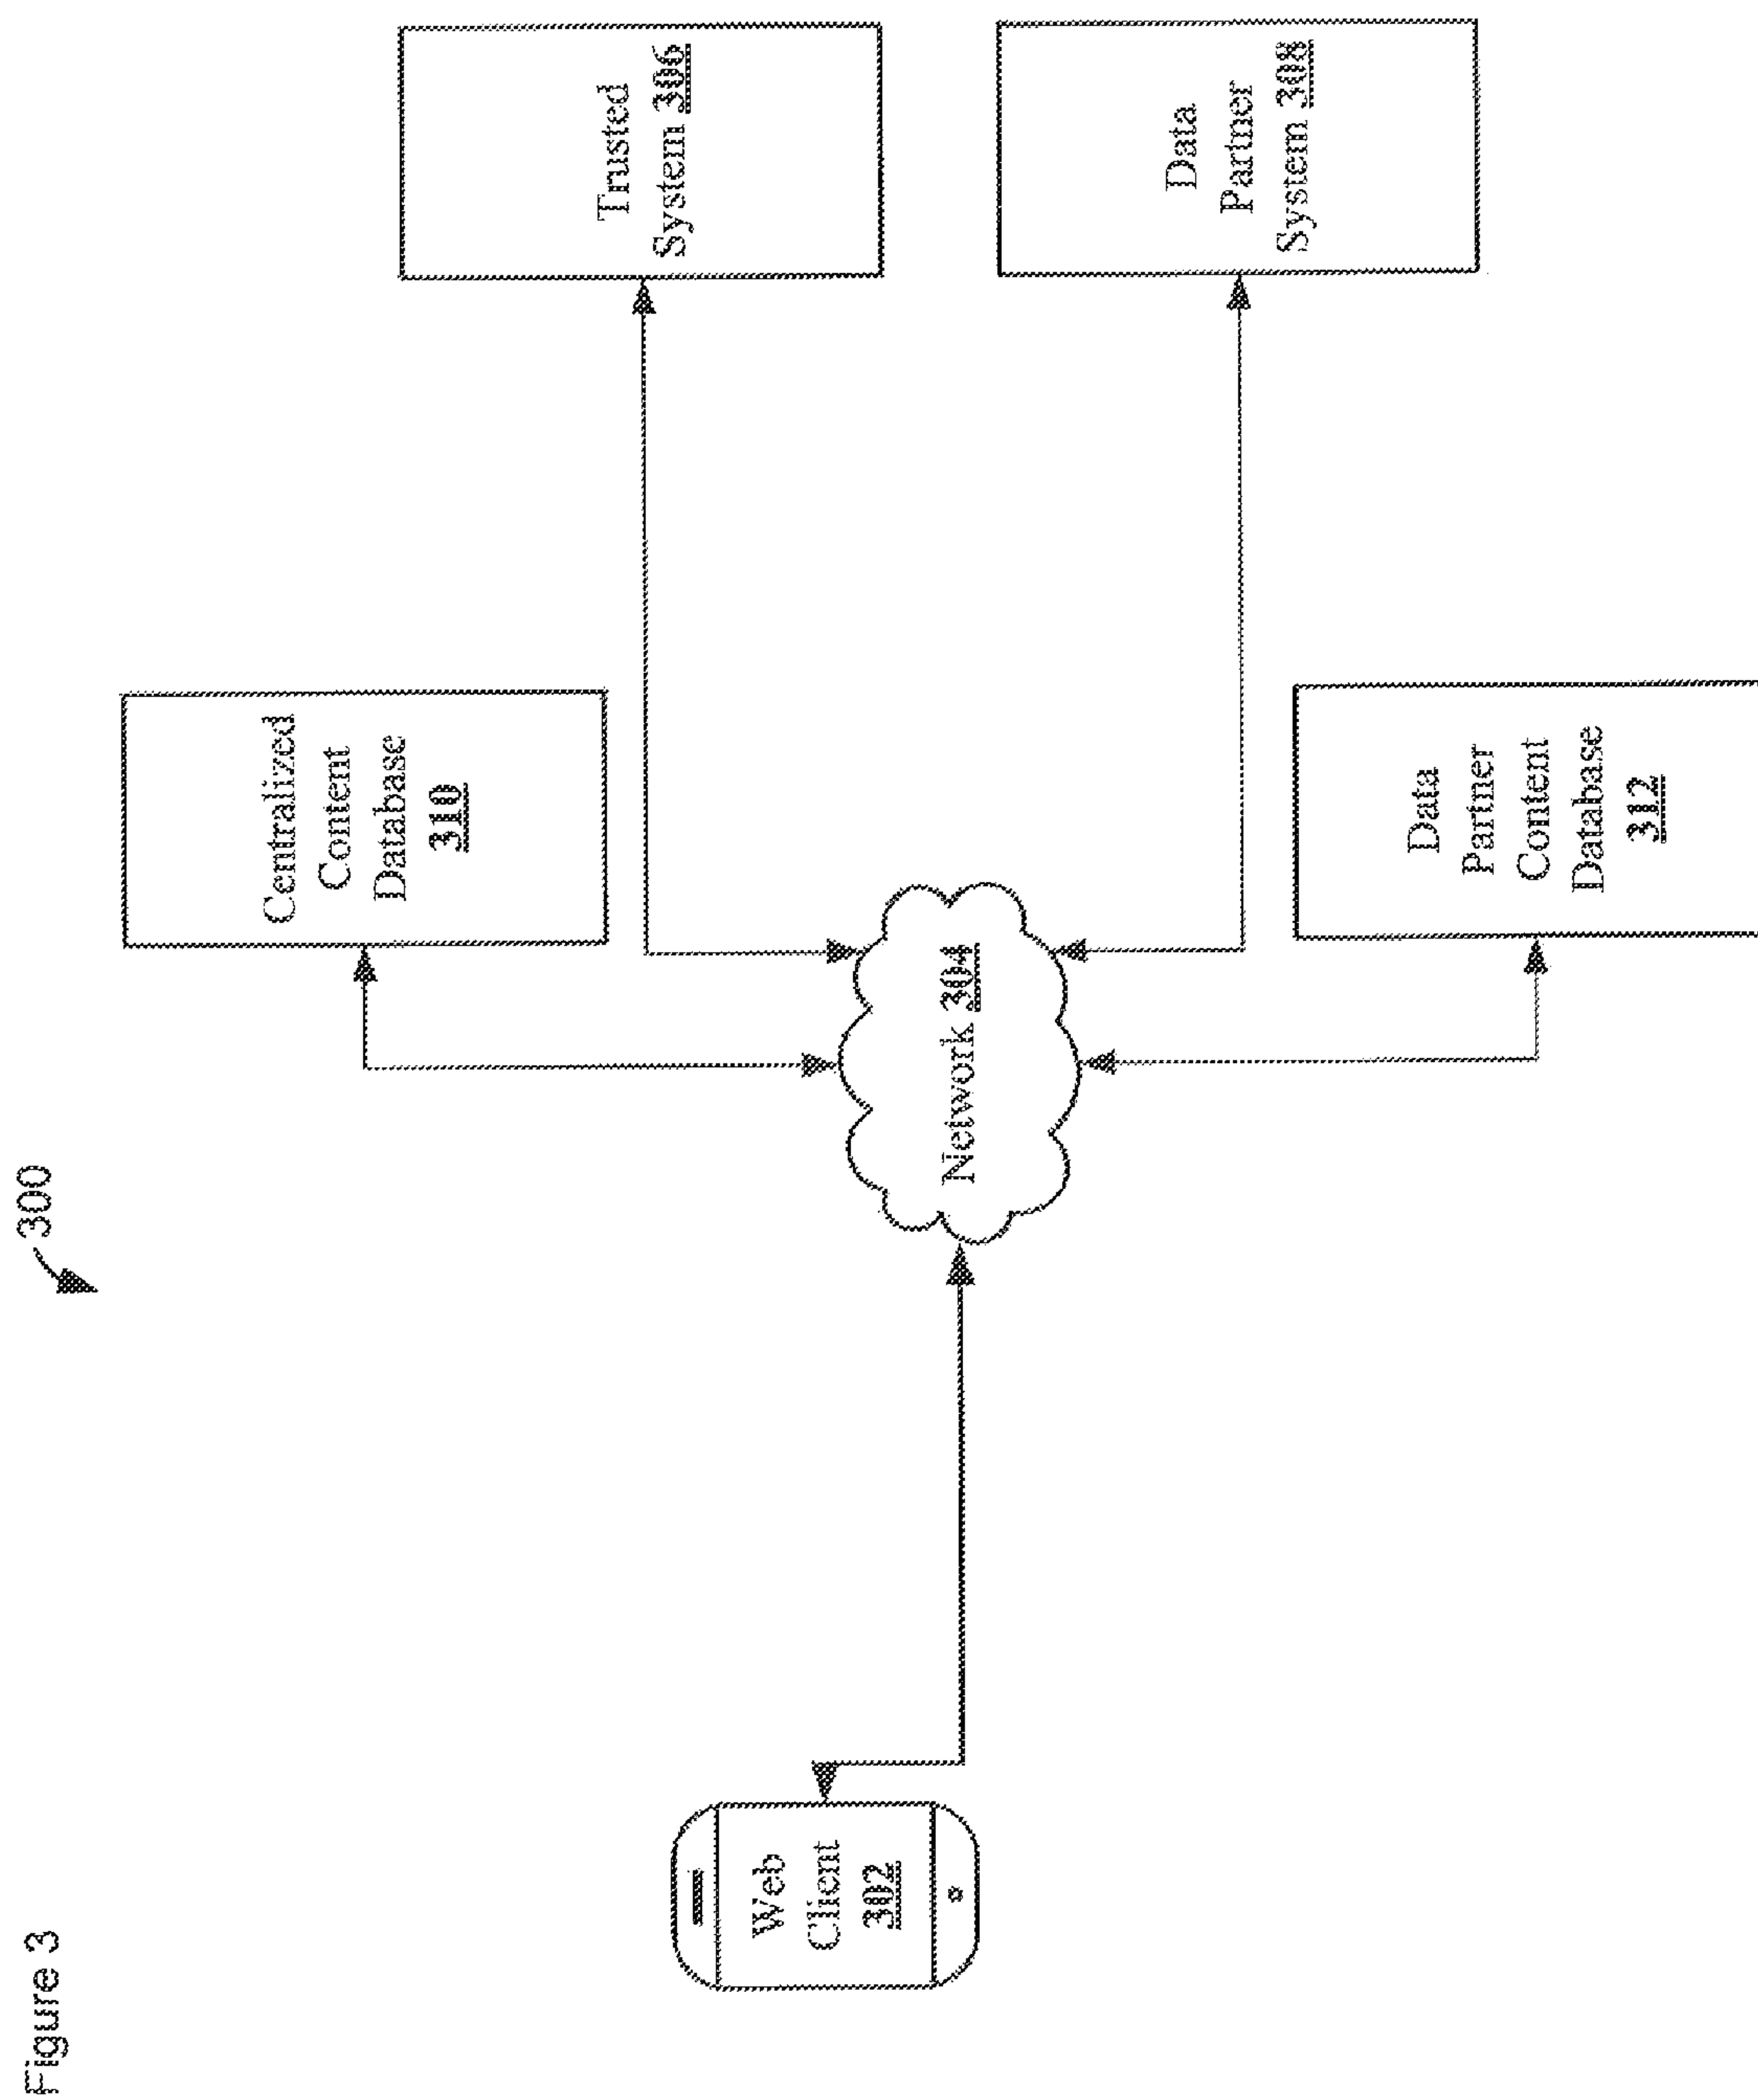 Figure 3
300
Web
Client
302
Network 304
Centralized
Content
Database
310
Trusted
System 306
Data
Partner
System 308
Data
Partner
Content
Database
312